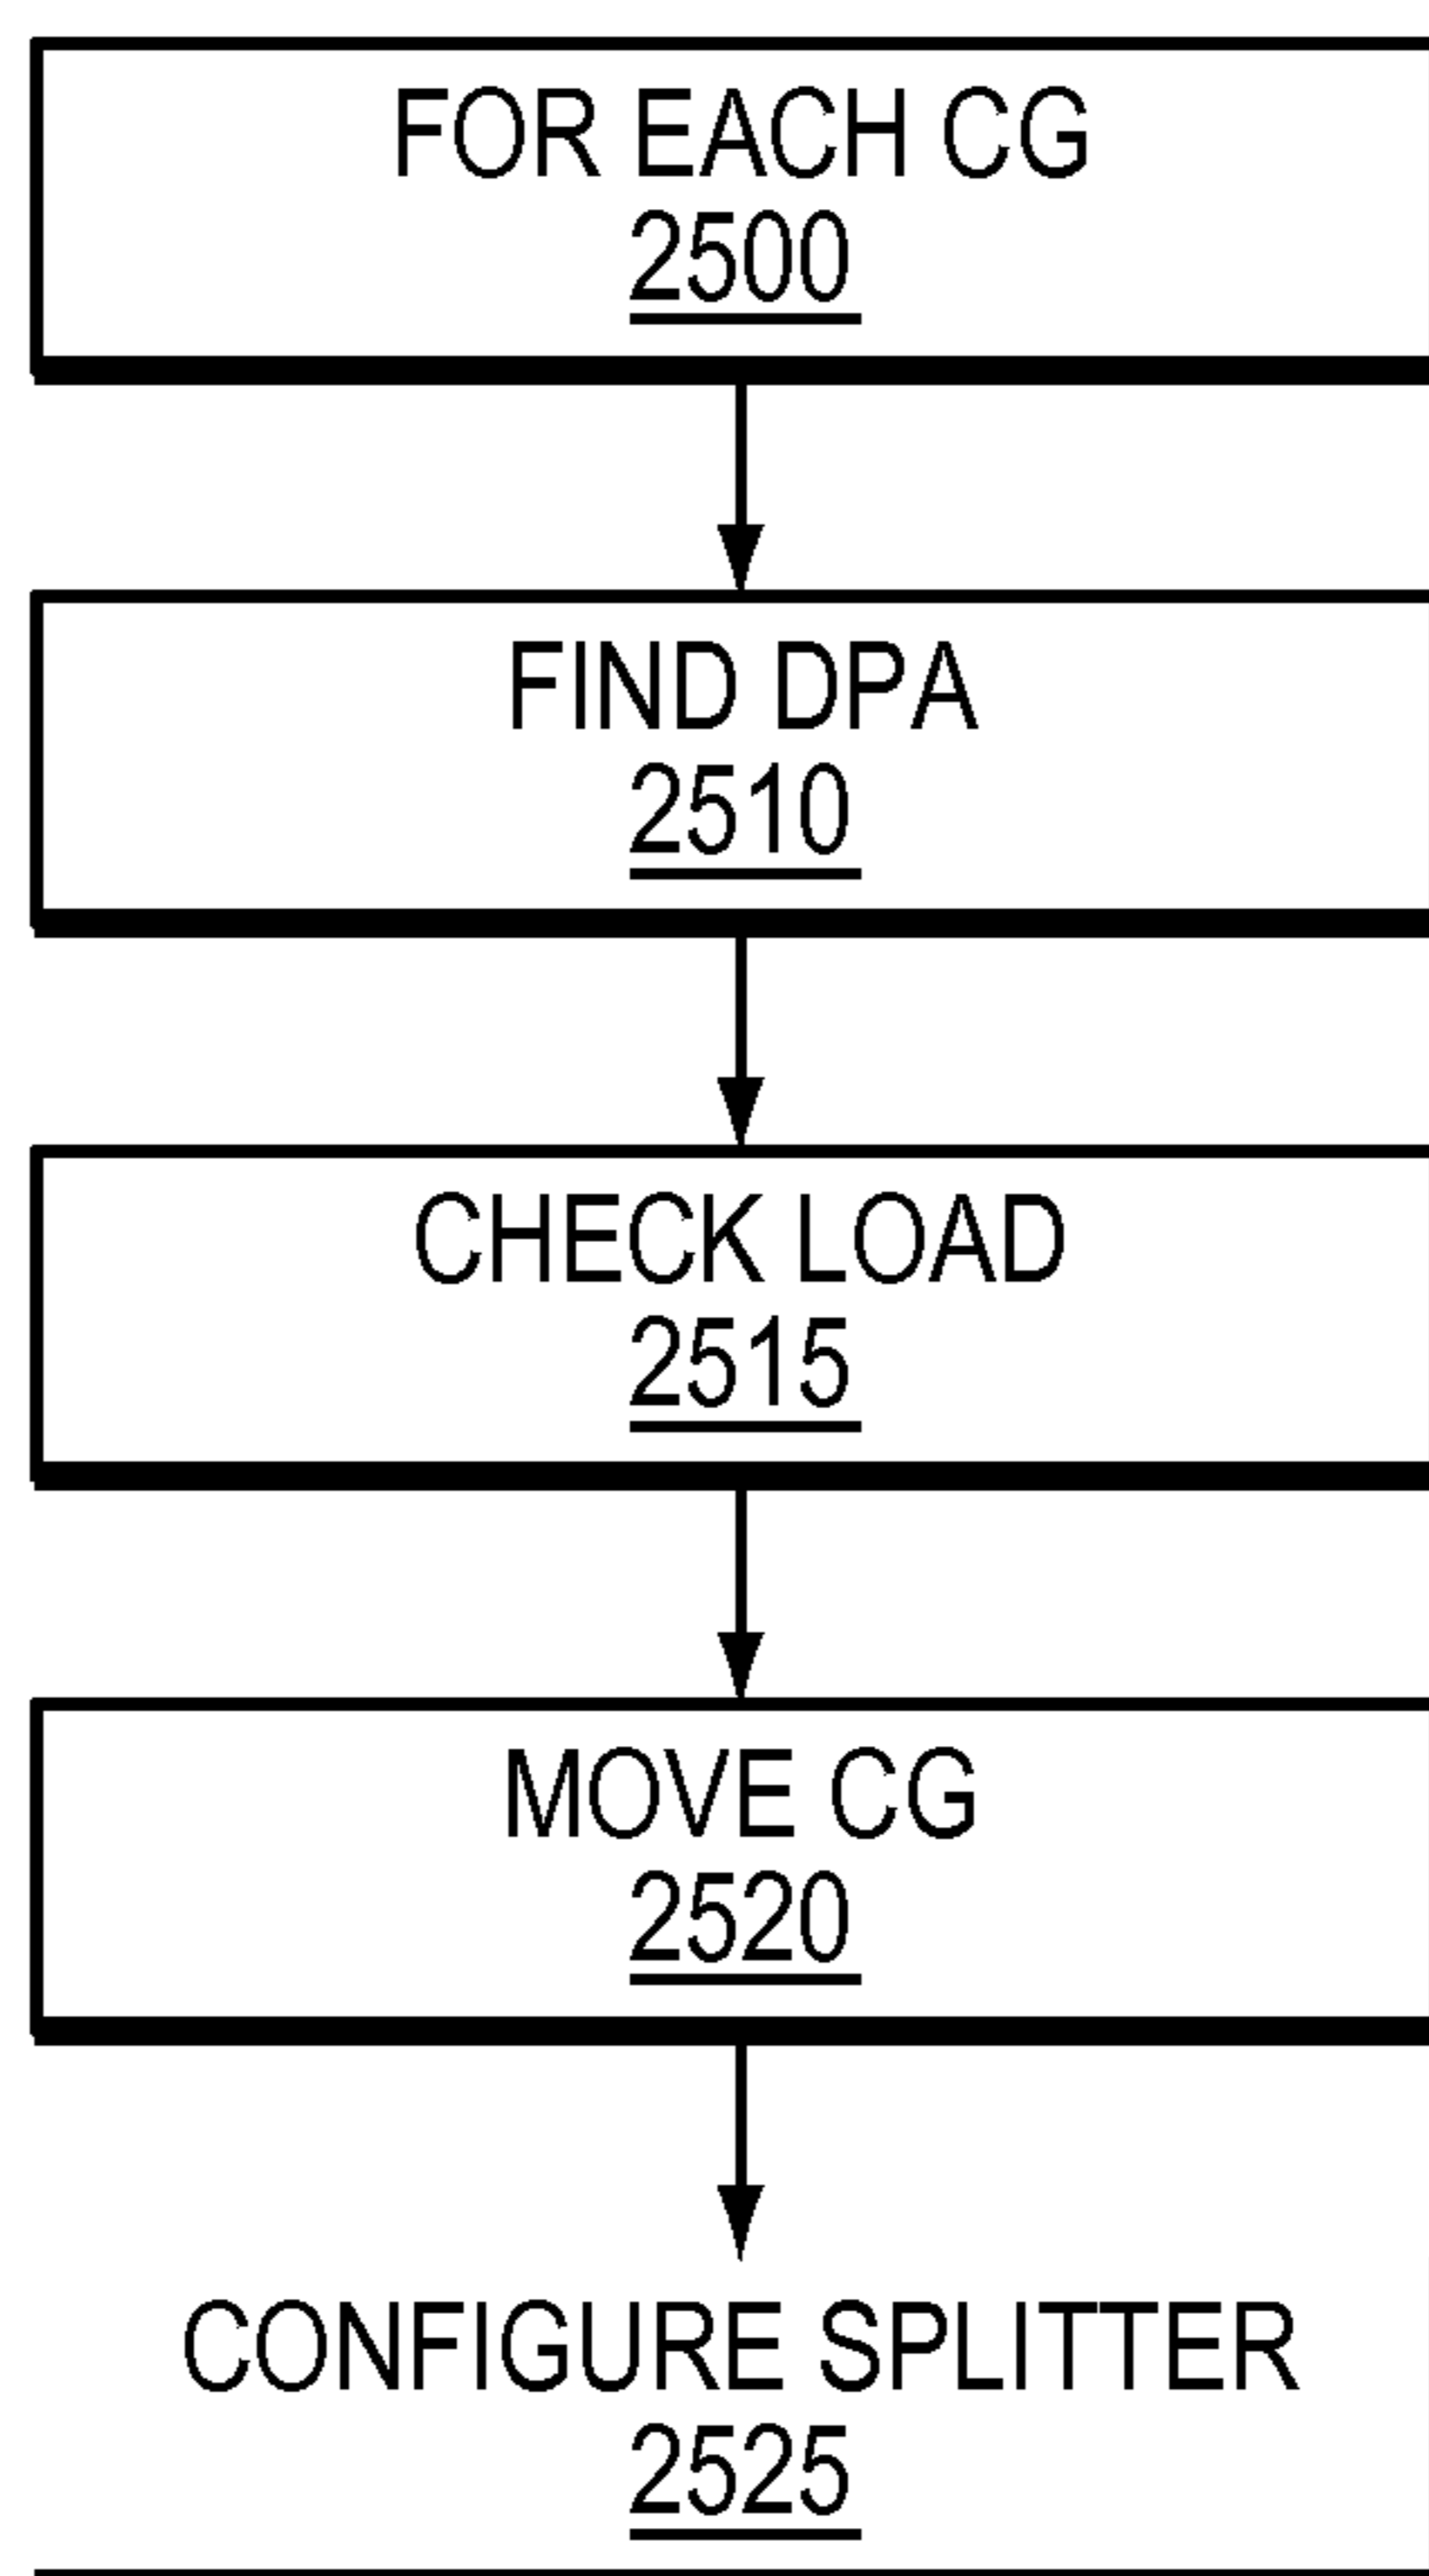 FOR EACH CG
2500
FIND DPA
2510
CHECK LOAD
2515
MOVE CG
2520
CONFIGURE SPLITTER
2525